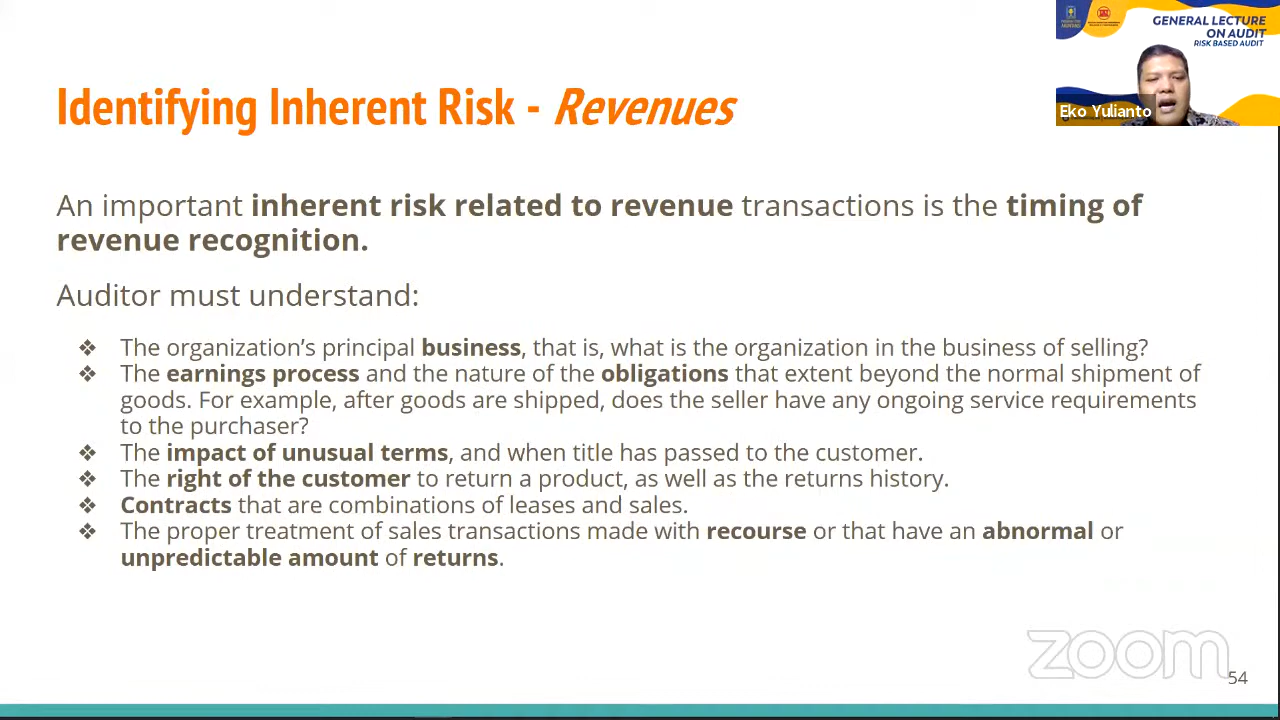 GENERAL LECTURE
ON AUDIT
RISK BASED AUDIT
Eko Yulianto
Identifying Inherent Risk - Revenues
An important inherent risk related to revenue transactions is the timing of
revenue recognition.
Auditor must understand:
❖ The organization's principal business, that is, what is the organization in the business of selling?
❖ The earnings process and the nature of the obligations that extent beyond the normal shipment of
goods. For example, after goods are shipped, does the seller have any ongoing service requirements
to the purchaser?
❖ The impact of unusual terms, and when title has passed to the customer.
❖ The right of the customer to return a product, as well as the returns history.
❖ Contracts that are combinations of leases and sales.
❖ The proper treatment of sales transactions made with recourse or that have an abnormal or
unpredictable amount of returns.
zoom
54